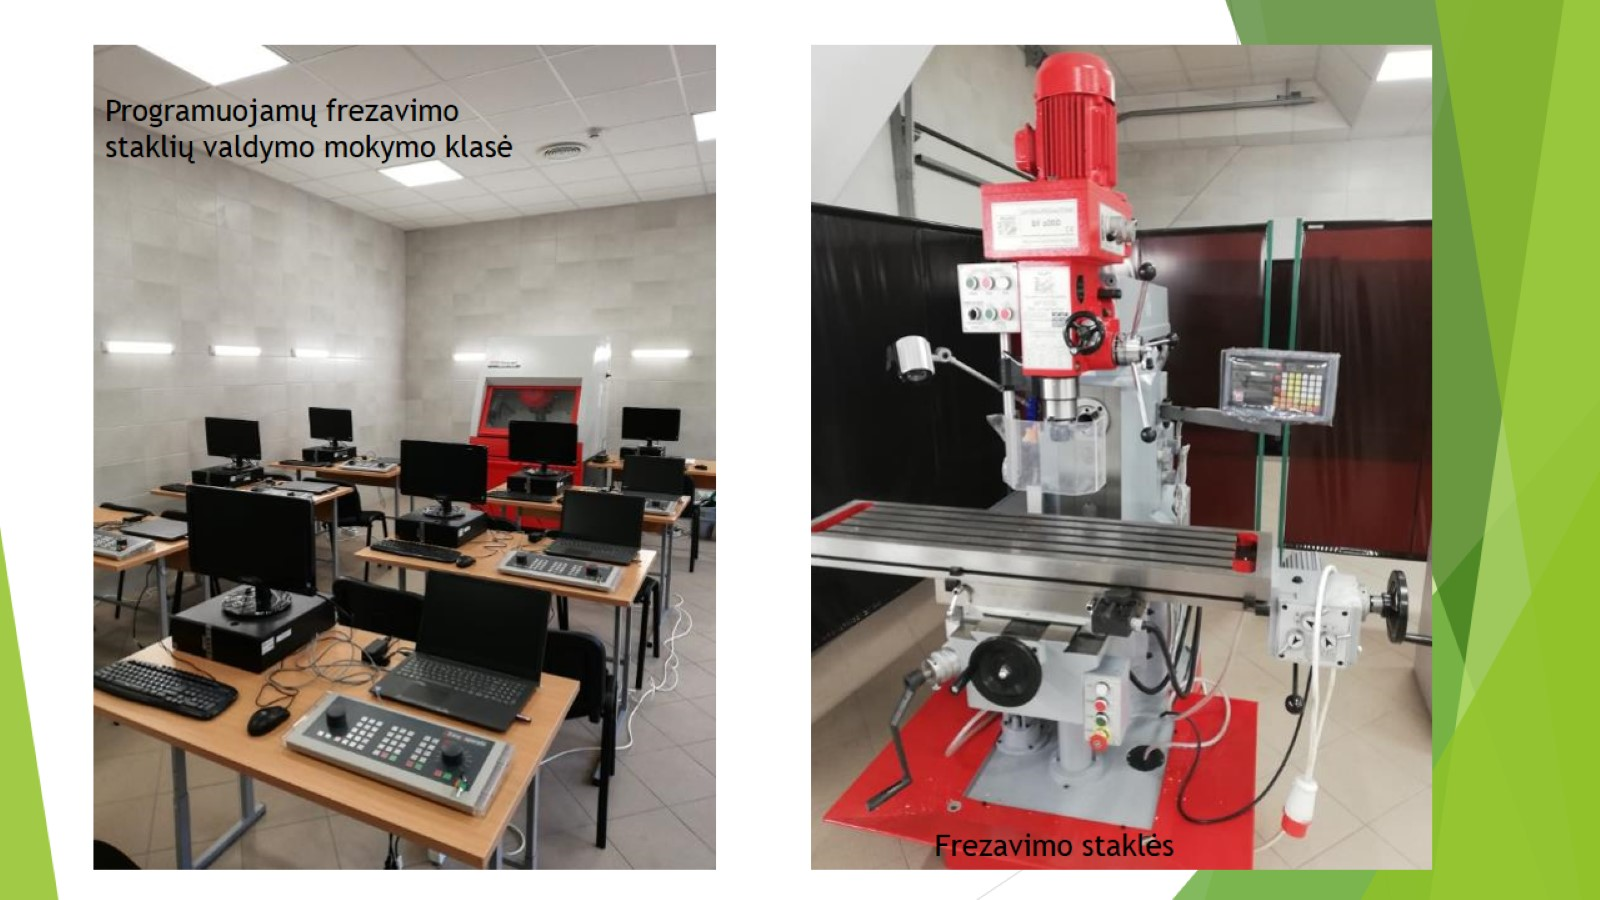 Programuojamų frezavimo
staklių valdymo mokymo klasė
Frezavimo staklės